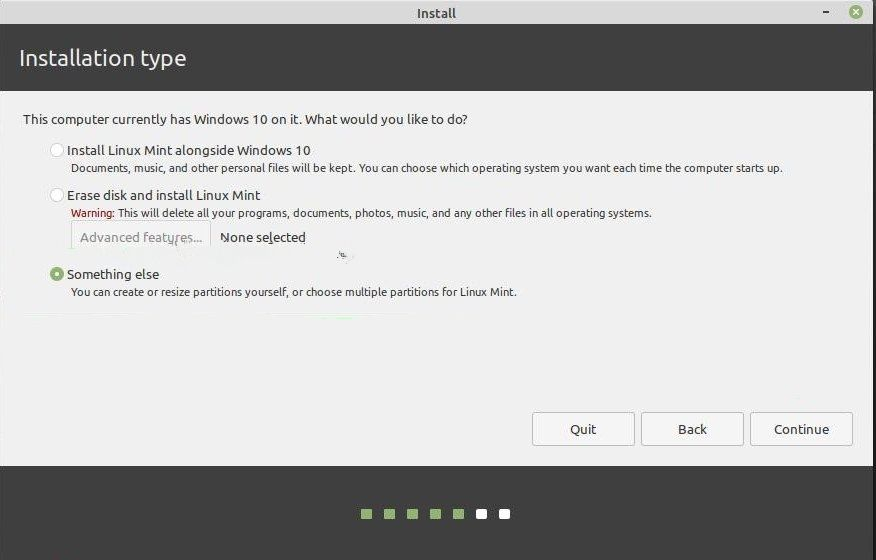 Install
Installation type
This computer currently has Windows 10 on it. What would you like to do?
Install Linux Mint alongside Windows 10
Documents, music, and other personal files will be kept. You can choose which operating system you want each time the computer starts up.
Erase disk and install Linux Mint
Warning: This will delete all your programs, documents, photos, music, and any other files in all operating systems.
Advanced features... None selected
Something else
You can create or resize partitions yourself, or choose multiple partitions for Linux Mint.
Quit Back Continue